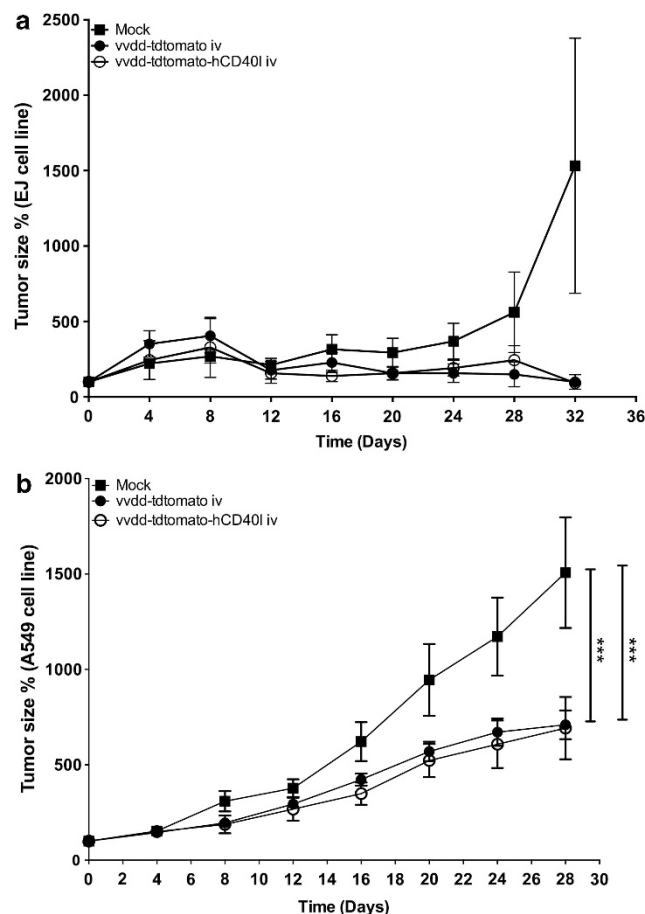 a
2500
2000
1500
1000
500
0
Tumor size % (EJ cell line)
Mock
vvdd-tdtomato iv
vvdd-tdtomato-hCD40l iv
0 4 8 12 16 20 24 28 32 36
Time (Days)
b
2000
1500
1000
500
0
Tumor size % (A549 cell line)
Mock
vvdd-tdtomato iv
vvdd-tdtomato-hCD40l iv
***
***
0 2 4 6 8 10 12 14 16 18 20 22 24 26 28 30
Time (Days)